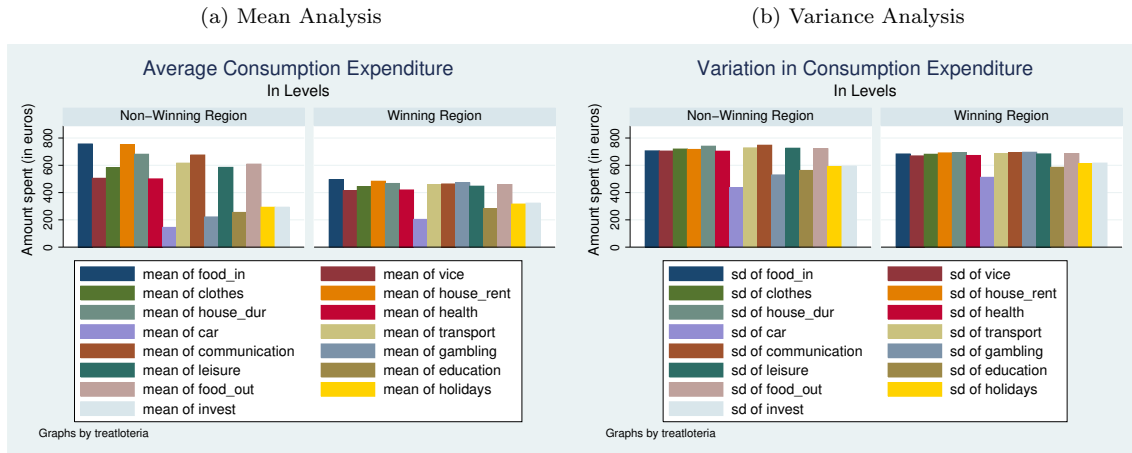 (a) Mean Analysis
Average Consumption Expenditure
In Levels
Non−Winning Region
Winning Region
Amount spent (in euros)
0
200
400
600
800
mean of food_in
mean of vice
mean of clothes
mean of house_rent
mean of house_dur
mean of health
mean of car
mean of transport
mean of communication
mean of gambling
mean of leisure
mean of education
mean of food_out
mean of holidays
mean of invest
Graphs by treatloteria
(b) Variance Analysis
Variation in Consumption Expenditure
In Levels
Non−Winning Region
Winning Region
Amount spent (in euros)
0
200
400
600
800
sd of food_in
sd of vice
sd of clothes
sd of house_rent
sd of house_dur
sd of health
sd of car
sd of transport
sd of communication
sd of gambling
sd of leisure
sd of education
sd of food_out
sd of holidays
sd of invest
Graphs by treatloteria